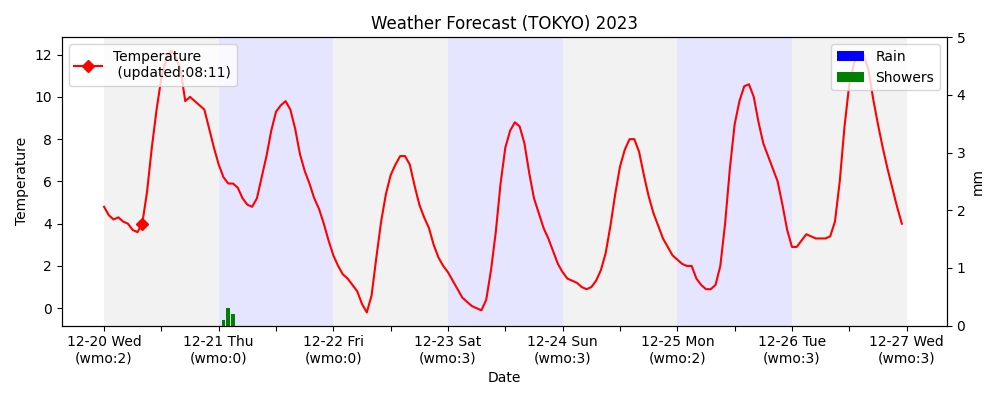 Weather Forecast (TOKYO) 2023
Temperature
(updated:08:11)
Rain
Showers
12
10
8
6
4
2
0
Temperature
5
4
3
2
1
0
mm
12-20 Wed
(wmo:2)
12-21 Thu
(wmo:0)
12-22 Fri
(wmo:0)
12-23 Sat
(wmo:3)
12-24 Sun
(wmo:3)
12-25 Mon
(wmo:2)
12-26 Tue
(wmo:3)
12-27 Wed
(wmo:3)
Date